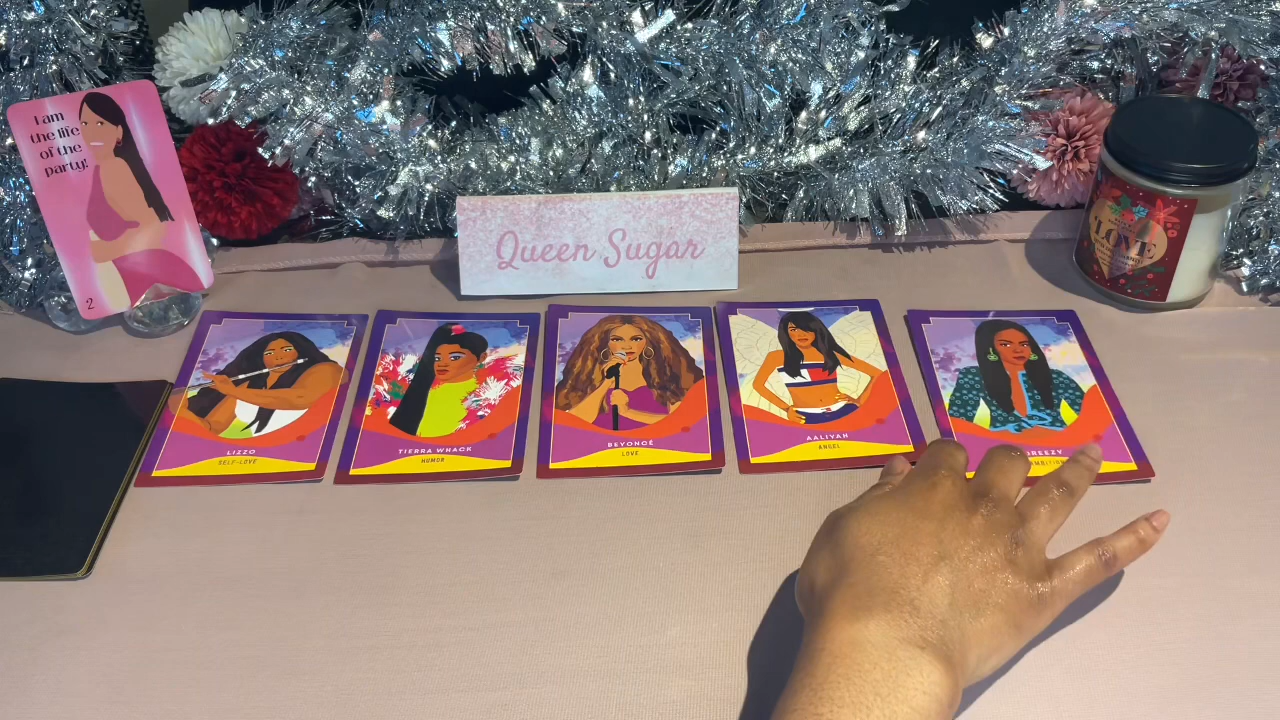 I am
the life
of the
party!
2
Queen Sugar
LOVE
LIZZO
SELF-LOVE
TIERRA WHACK
HUMOR
BEYONCÉ
LOVE
AALIYAH
ANGEL